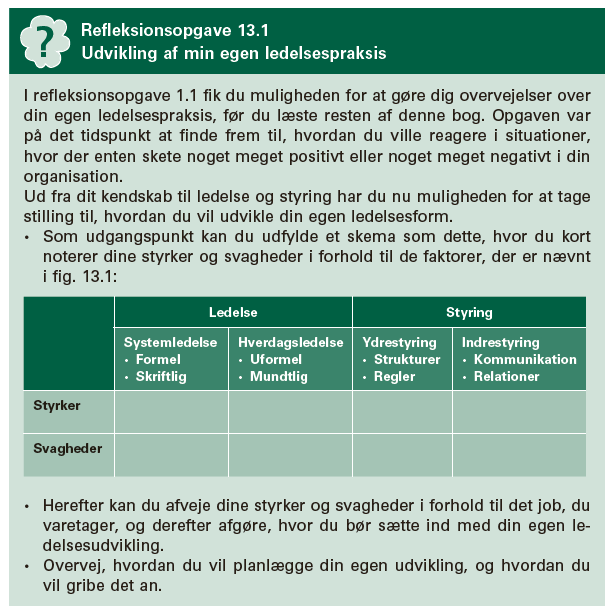 ?
Refleksionsopgave 13.1
Udvikling af min egen ledelsespraksis
I refleksionsopgave 1.1 fik du muligheden for at gøre dig overvejelser over
din egen ledelsespraksis, før du læste resten af denne bog. Opgaven var
på det tidspunkt at finde frem til, hvordan du ville reagere i situationer,
hvor der enten skete noget meget positivt eller noget meget negativt i din
organisation.
Ud fra dit kendskab til ledelse og styring har du nu muligheden for at tage
stilling til, hvordan du vil udvikle din egen ledelsesform.
• Som udgangspunkt kan du udfylde et skema som dette, hvor du kort
noterer dine styrker og svagheder i forhold til de faktorer, der er nævnt
i fig. 13.1:
Ledelse Styring
Systemledelse Hverdagsledelse Ydrestyring Indrestyring
• Formel • Uformel • Strukturer • Kommunikation
• Skriftlig • Mundtlig • Regler • Relationer
Styrker
Svagheder
• Herefter kan du afveje dine styrker og svagheder i forhold til det job, du
varetager, og derefter afgøre, hvor du bør sætte ind med din egen le-
delsesudvikling.
• Overvej, hvordan du vil planlægge din egen udvikling, og hvordan du
vil gribe det an.